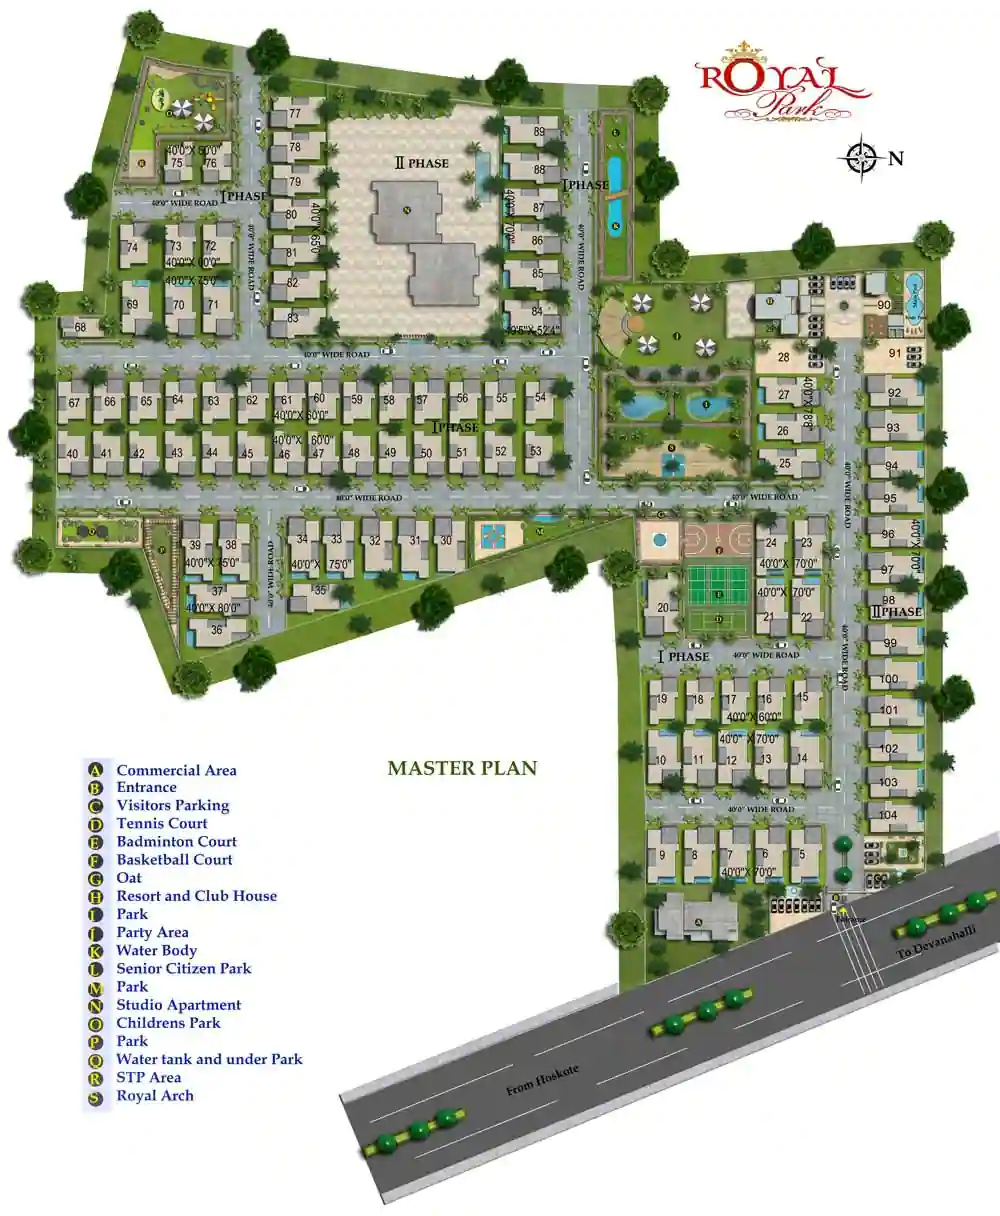 ROYAL
Park
N
77
78
79
80
81
82
83
40'0"X 65'0'
II PHASE
N
89
88
87
86
85
84
40'0"X 70'0"
I PHASE
40'0" WIDE ROAD
L
K
40'0"X 50'0"
75
76
R
40'0" WIDE ROAD
I PHASE
40'0" WIDE ROAD
74
73
72
40'0"X 60'0"
40'0"X 75'0"
69
70
71
68
40'0" WIDE ROAD
H
28
27
26
25
90
91
92
93
94
95
96
97
98
99
100
101
102
103
104
40'0"X 70'0"
II PHASE
40'0" WIDE ROAD
40'0" WIDE ROAD
67
66
65
64
63
62
61
60
59
58
57
56
55
54
40'0"X 60'0"
I PHASE
40'0"X 60'0"
40
41
42
43
44
45
46
47
48
49
50
51
52
53
S
40'0" WIDE ROAD
Q
P
39
38
40'0"X 75'0"
37
40'0"X 80'0"
36
40'0" WIDE ROAD
34
33
32
31
30
40'0"X 75'0"
35
M
G
F
E
D
24
23
40'0"X 70'0"
40'0"X 70'0"
21
22
20
I PHASE
40'0" WIDE ROAD
19
18
17
16
15
40'0"X 60'0"
40'0" X 70'0"
10
11
12
13
14
40'0" WIDE ROAD
9
8
7
6
5
40'0"X 70'0"
A
MASTER PLAN
A Commercial Area
B Entrance
C Visitors Parking
D Tennis Court
E Badminton Court
F Basketball Court
G Oat
H Resort and Club House
I Park
J Party Area
K Water Body
L Senior Citizen Park
M Park
N Studio Apartment
O Childrens Park
P Park
Q Water tank and under Park
R STP Area
S Royal Arch
To Devanahalli
From Hoskote